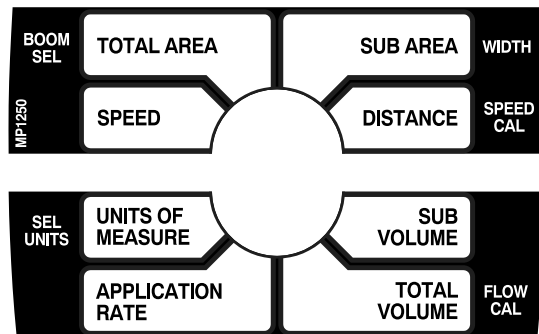 BOOM
SEL
TOTAL AREA
SUB AREA
WIDTH
MP1250
SPEED
DISTANCE
SPEED
CAL
SEL
UNITS
UNITS OF
MEASURE
SUB
VOLUME
APPLICATION
RATE
TOTAL
VOLUME
FLOW
CAL